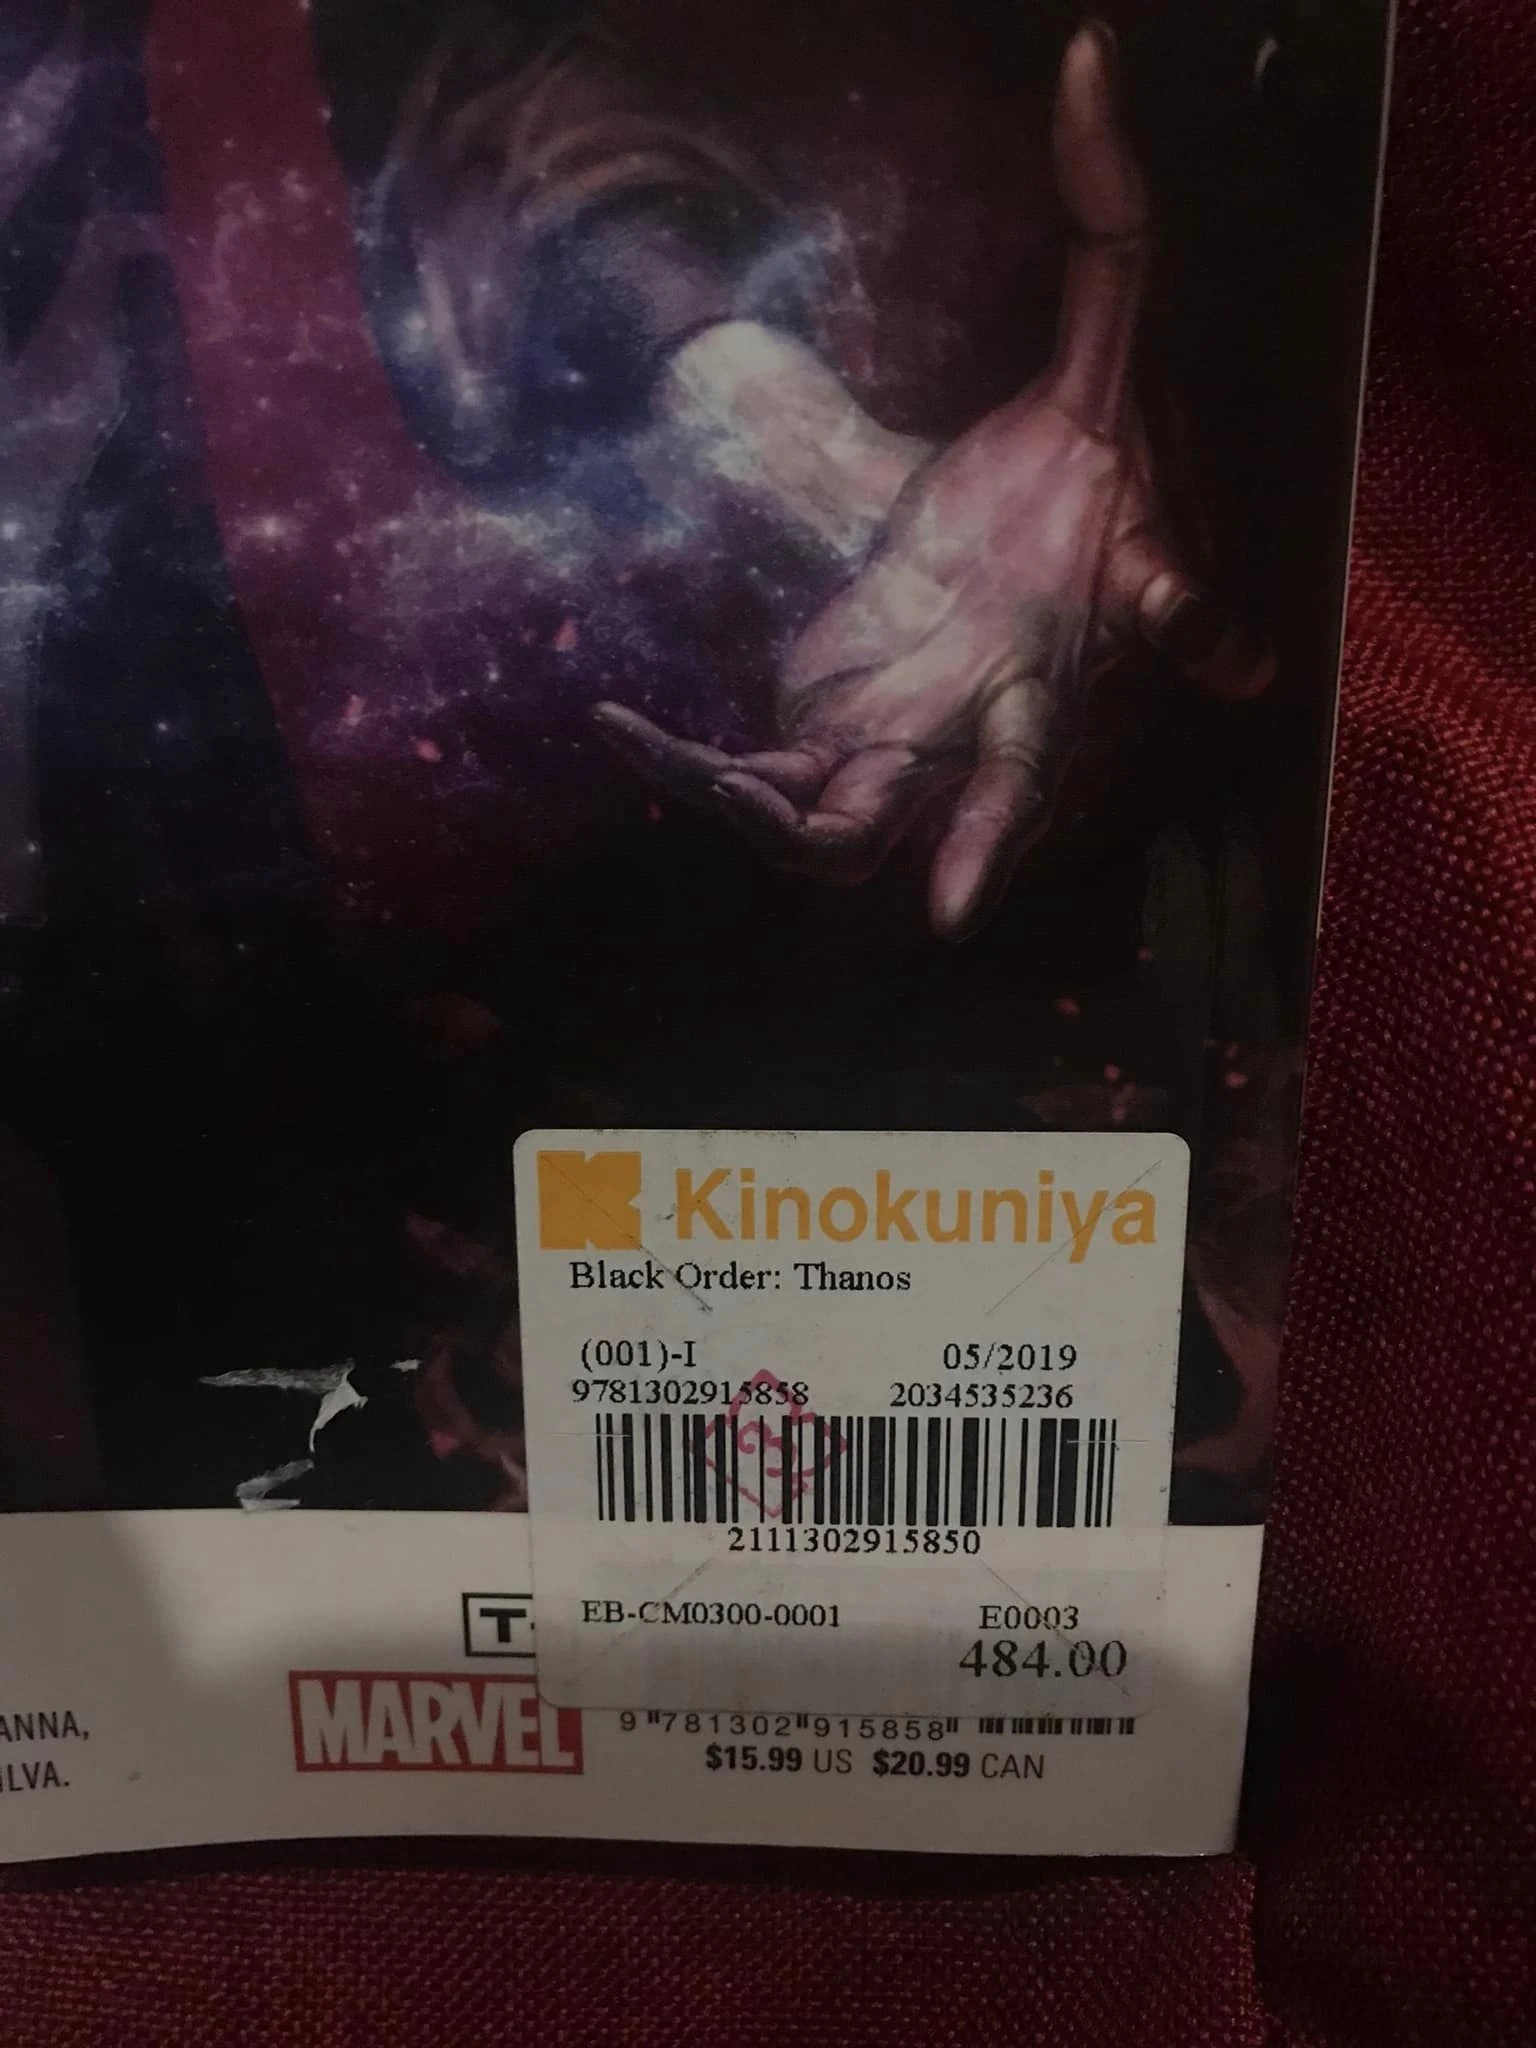 Kinokuniya
Black Order: Thanos
(001)-I 05/2019
9781302915858 2034535236
2111302915850
EB-CM0300-0001 E0003
484.00
T
MARVEL
ANNA,
ILVA.
9 781302 915858
$15.99 US $20.99 CAN